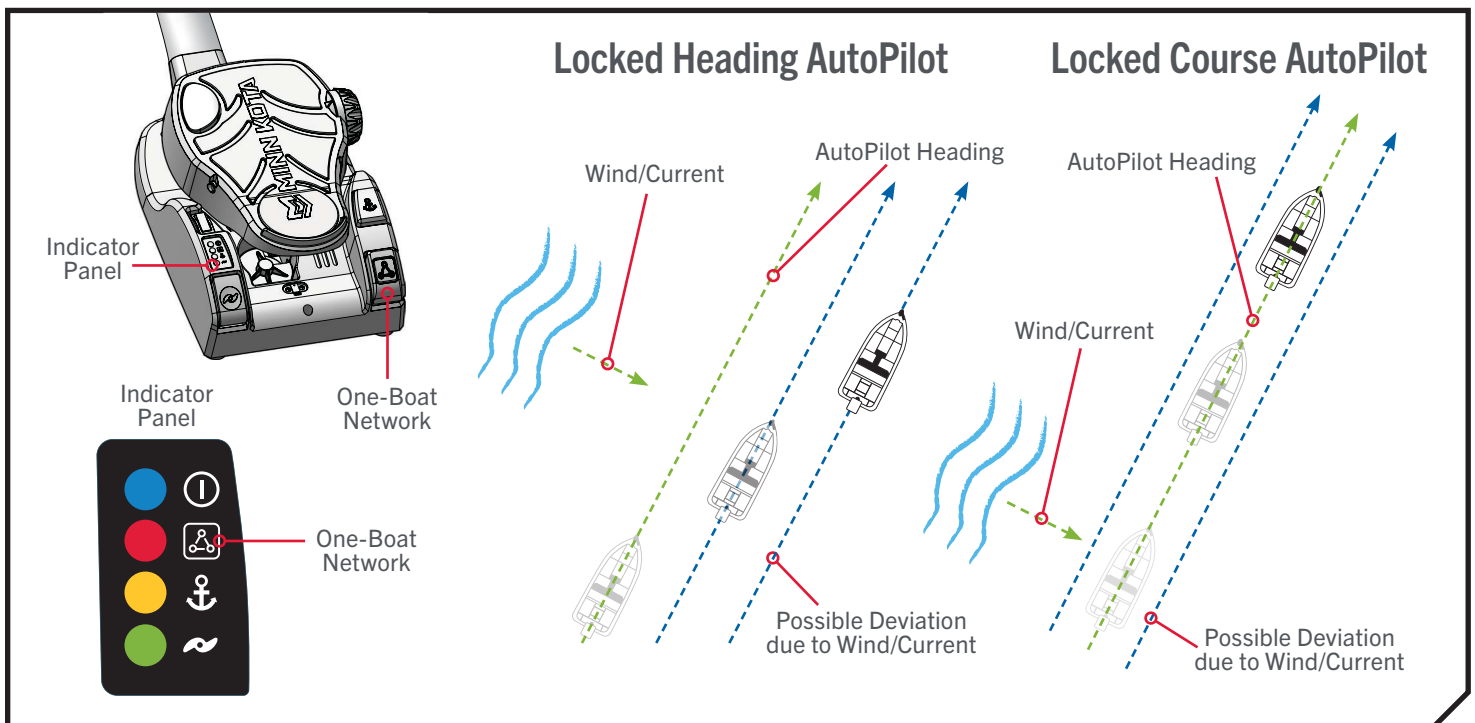 Locked Heading AutoPilot
Locked Course AutoPilot
MINN KOTA
Indicator
Panel
One-Boat
Network
Indicator
Panel
One-Boat
Network
Wind/Current
AutoPilot Heading
Possible Deviation
due to Wind/Current
AutoPilot Heading
Wind/Current
Possible Deviation
due to Wind/Current